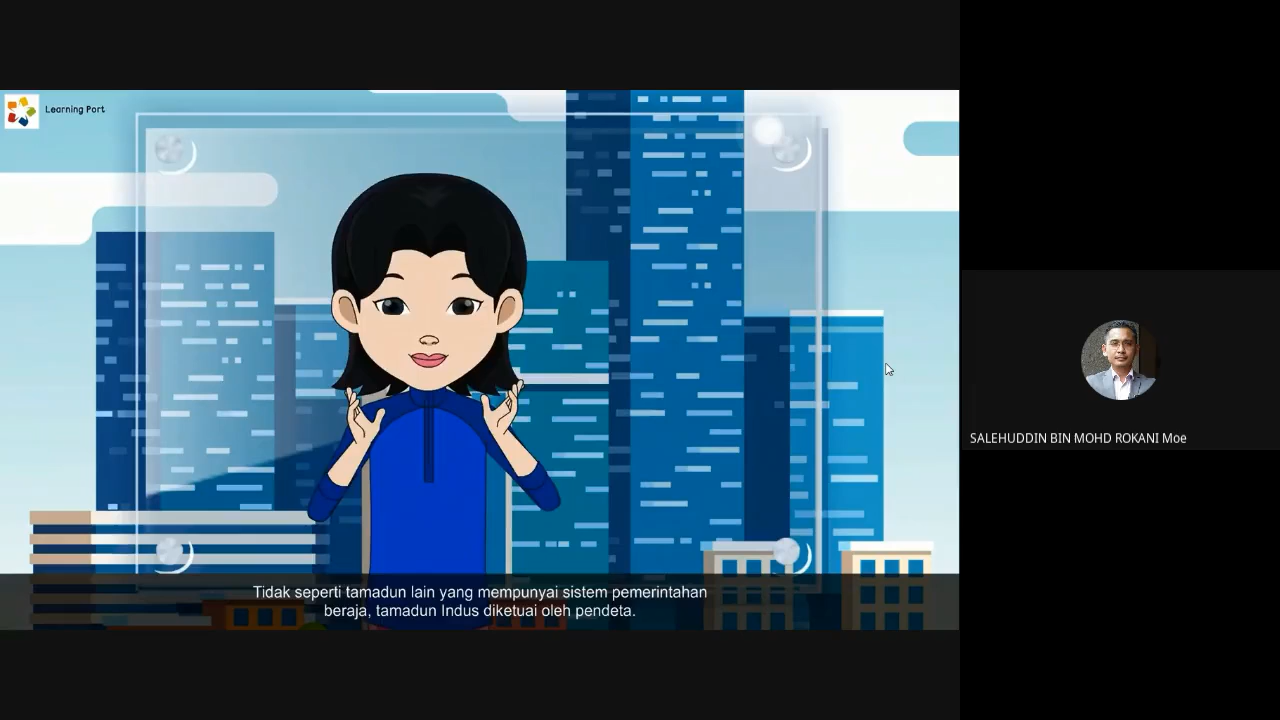 Learning Port
Tidak seperti tamadun lain yang mempunyai sistem pemerintahan
beraja, tamadun Indus diketuai oleh pendeta.
SALEHUDDIN BIN MOHD ROKANI Moe